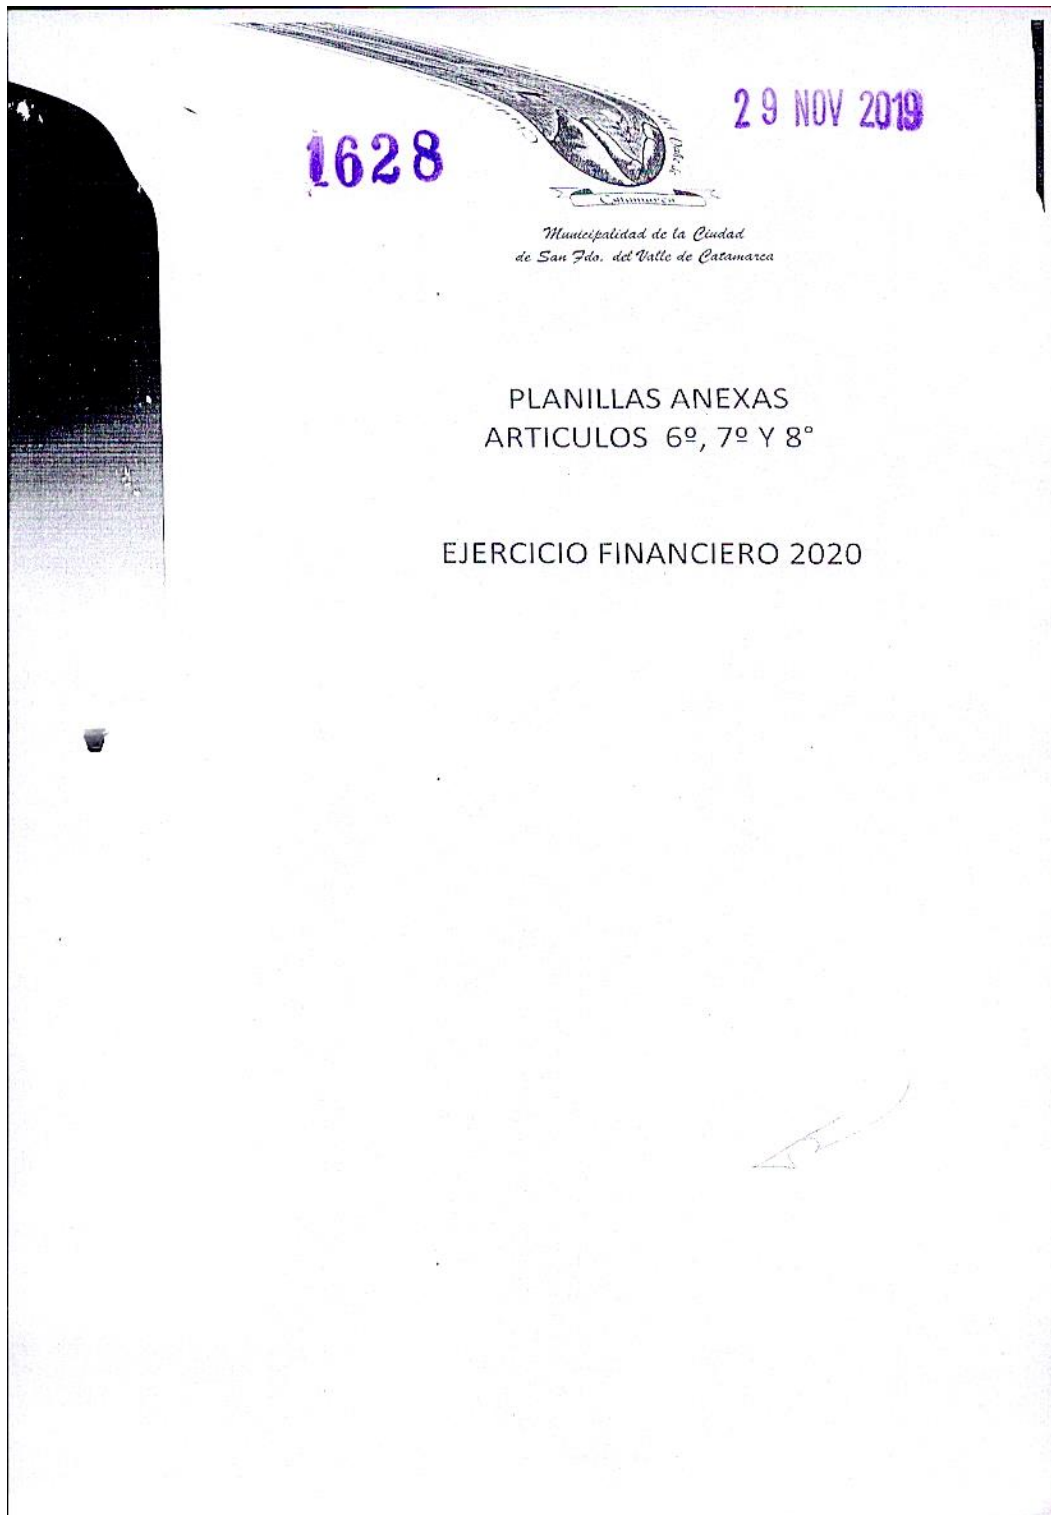 1628
29 NOV 2019
Catamarca
Municipalidad de la Ciudad
de San Fdo. del Valle de Catamarca
PLANILLAS ANEXAS
ARTICULOS 6º, 7º Y 8°
EJERCICIO FINANCIERO 2020